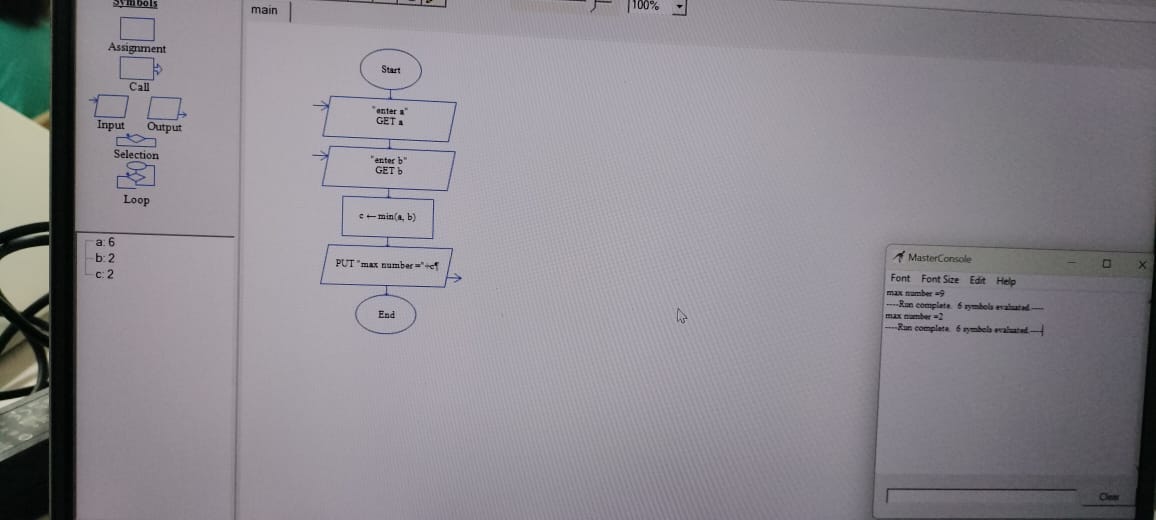 Symbols
Assignment
Call
Input Output
Selection
Loop
a: 6
b: 2
c: 2
main
100%
Start
"enter a"
GET a
"enter b"
GET b
c ← min(a, b)
PUT "max number ="+c¶
End
MasterConsole
Font Font Size Edit Help
max number =9
----Run complete. 6 symbols evaluated.----
max number =2
----Run complete. 6 symbols evaluated.----
Clear